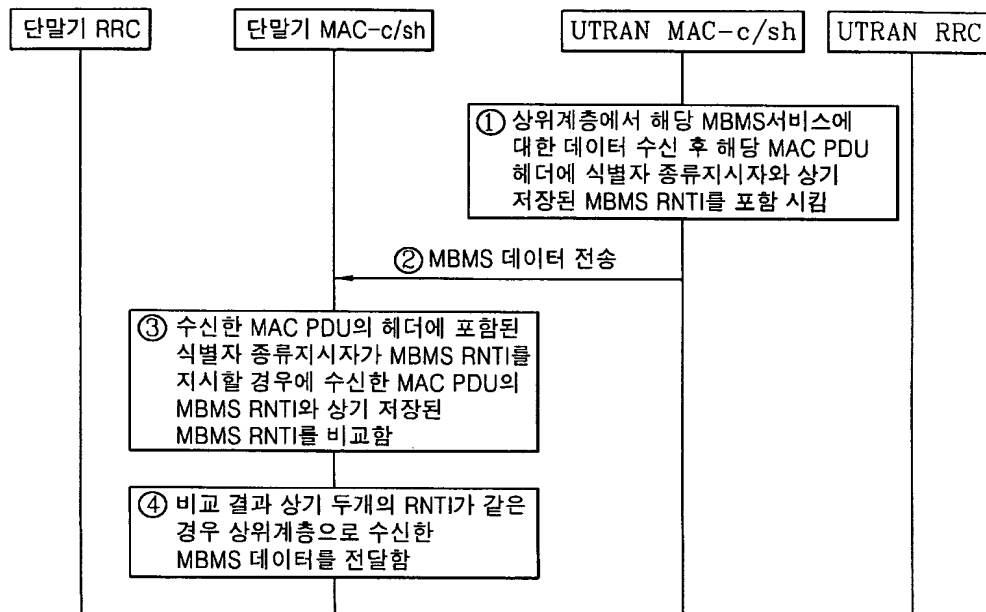 단말기 RRC
단말기 MAC-c/sh
UTRAN MAC-c/sh
UTRAN RRC
① 상위계층에서 해당 MBMS서비스에
대한 데이터 수신 후 해당 MAC PDU
헤더에 식별자 종류지시자와 상기
저장된 MBMS RNTI를 포함 시킴
② MBMS 데이터 전송
③ 수신한 MAC PDU의 헤더에 포함된
식별자 종류지시자가 MBMS RNTI를
지시할 경우에 수신한 MAC PDU의
MBMS RNTI와 상기 저장된
MBMS RNTI를 비교함
④ 비교 결과 상기 두개의 RNTI가 같은
경우 상위계층으로 수신한
MBMS 데이터를 전달함